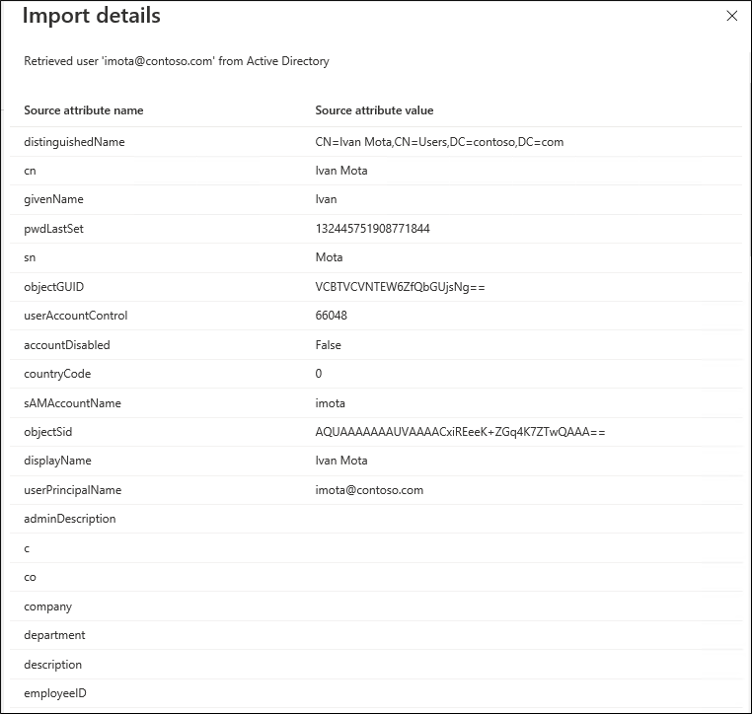 Import details
Retrieved user 'imota@contoso.com' from Active Directory
Source attribute name Source attribute value
distinguishedName CN=Ivan Mota,CN=Users,DC=contoso,DC=com
cn Ivan Mota
givenName Ivan
pwdLastSet 132445751908771844
sn Mota
objectGUID VCBTVCVNTEW6ZfQbGUjsNg==
userAccountControl 66048
accountDisabled False
countryCode 0
sAMAccountName imota
objectSid AQUAAAAAAAUVAAAACxiREeeK+ZGq4K7ZTwQAAA==
displayName Ivan Mota
userPrincipalName imota@contoso.com
adminDescription
c
co
company
department
description
employeeID